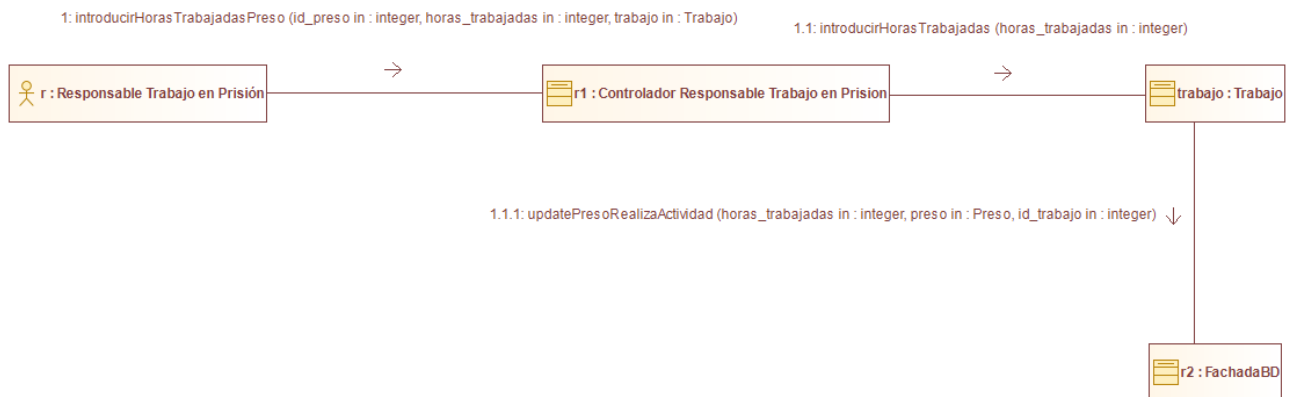 1: introducirHorasTrabajadasPreso (id_preso in : integer, horas_trabajadas in : integer, trabajo in : Trabajo)
1.1: introducirHorasTrabajadas (horas_trabajadas in : integer)
r : Responsable Trabajo en Prisión
r1 : Controlador Responsable Trabajo en Prision
trabajo : Trabajo
1.1.1: updatePresoRealizaActividad (horas_trabajadas in : integer, preso in : Preso, id_trabajo in : integer)
r2 : FachadaBD